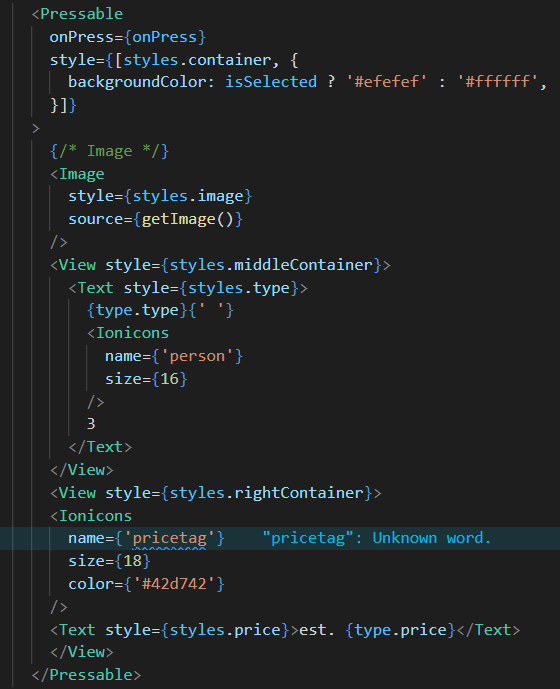 <Pressable
onPress={onPress}
style={[styles.container, {
backgroundColor: isSelected ? '#efefef' : '#ffffff',
}]}
>
{/* Image */}
<Image
style={styles.image}
source={getImage()}
/>
<View style={styles.middleContainer}>
<Text style={styles.type}>
{type.type}{' '}
<Ionicons
name={'person'}
size={16}
/>
3
</Text>
</View>
<View style={styles.rightContainer}>
<Ionicons
name={'pricetag'} "pricetag": Unknown word.
size={18}
color={'#42d742'}
/>
<Text style={styles.price}>est. {type.price}</Text>
</View>
</Pressable>